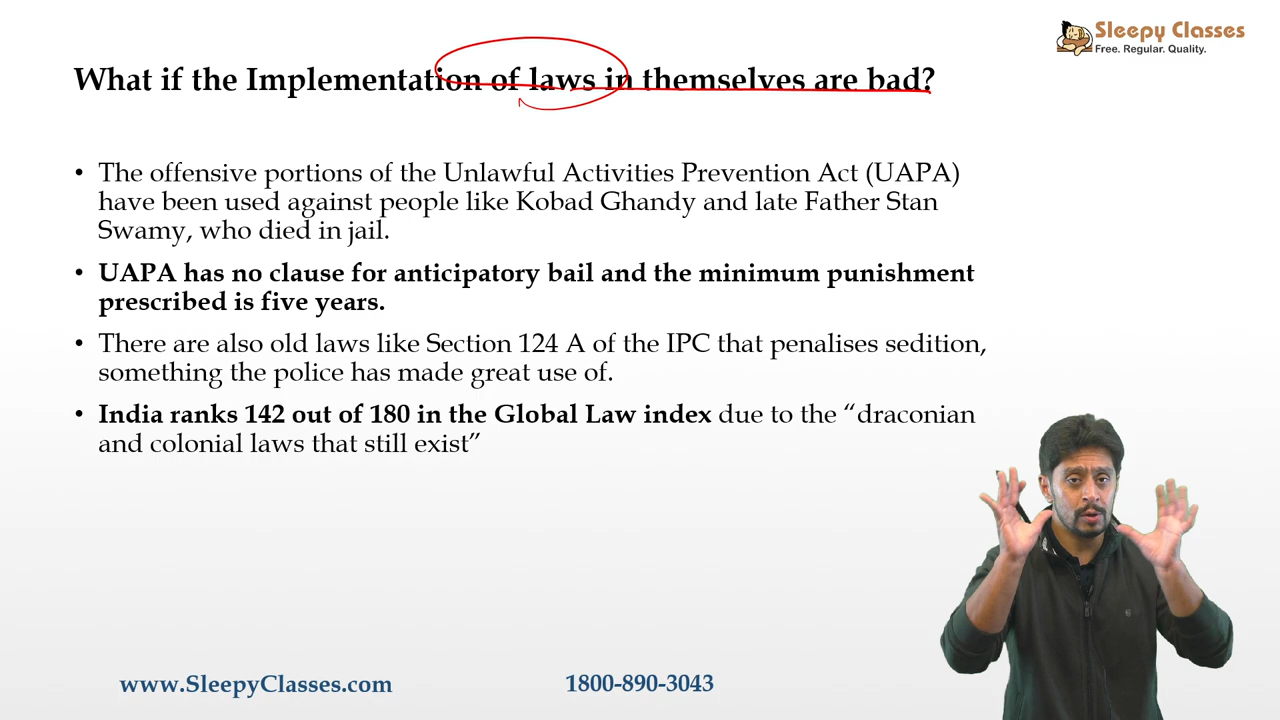 Sleepy Classes
Free. Regular. Quality.
What if the Implementation of laws in themselves are bad?
• The offensive portions of the Unlawful Activities Prevention Act (UAPA)
have been used against people like Kobad Ghandy and late Father Stan
Swamy, who died in jail.
• UAPA has no clause for anticipatory bail and the minimum punishment
prescribed is five years.
• There are also old laws like Section 124 A of the IPC that penalises sedition,
something the police has made great use of.
• India ranks 142 out of 180 in the Global Law index due to the “draconian
and colonial laws that still exist”
www.SleepyClasses.com
1800-890-3043